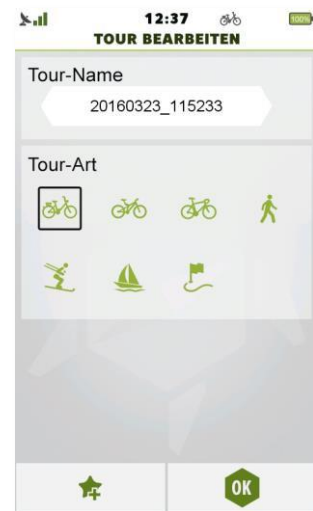 12:37 100%
TOUR BEARBEITEN
Tour-Name
20160323_115233
Tour-Art
OK